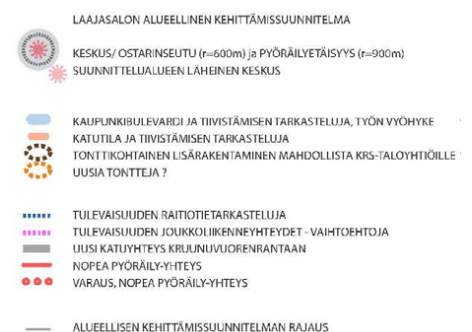 LAAJASALON ALUEELLINEN KEHITTÄMISSUUNNITELMA
KESKUS/ OSTARINSEUTU (r=600m) ja PYÖRÄILYETÄISYYS (r=900m)
SUUNNITTELUALUEEN LÄHEINEN KESKUS
KAUPUNKIBULEVARDI JA TIIVISTÄMISEN TARKASTELUJA, TYÖN VYÖHYKE
KATUTILA JA TIIVISTÄMISEN TARKASTELUJA
TONTTIKOHTAINEN LISÄRAKENTAMINEN MAHDOLLISTA KRS-TALOYHTIÖILLE
UUSIA TONTTEJA ?
TULEVAISUUDEN RAITIOTIETARKASTELUJA
TULEVAISUUDEN JOUKKOLIIKENNEYHTEYDET - VAIHTOEHTOJA
UUSI KATUYHTEYS KRUUNUVUORENRANTAAN
NOPEA PYÖRÄILY-YHTEYS
VARAUS, NOPEA PYÖRÄILY-YHTEYS
ALUEELLISEN KEHITTÄMISSUUNNITELMAN RAJAUS